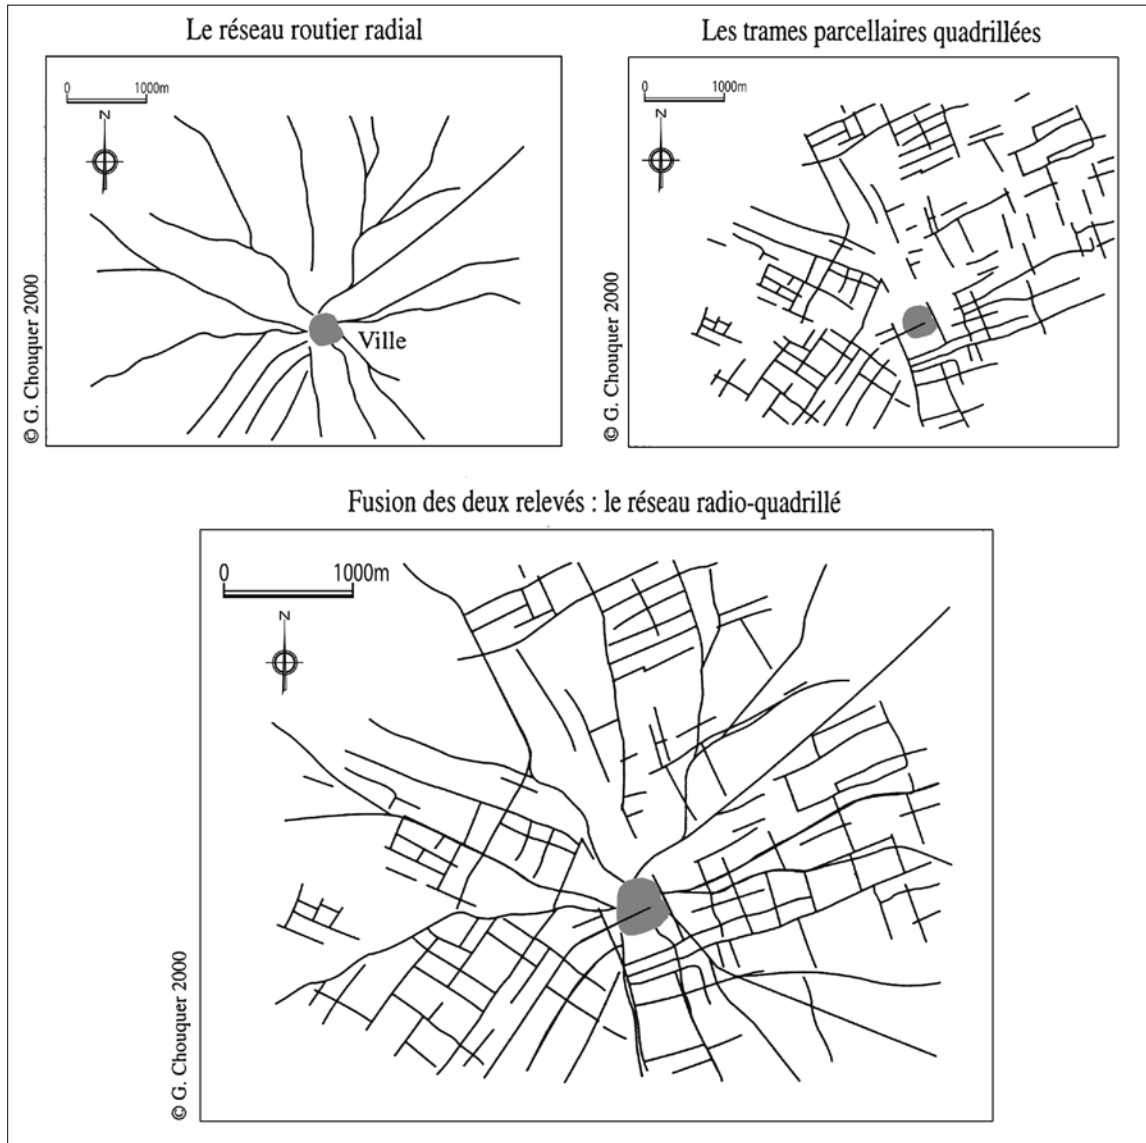 Le réseau routier radial
0 1000m
N
Ville
© G. Chouquer 2000
Les trames parcellaires quadrillées
0 1000m
N
© G. Chouquer 2000
Fusion des deux relevés : le réseau radio-quadrillé
0 1000m
N
© G. Chouquer 2000